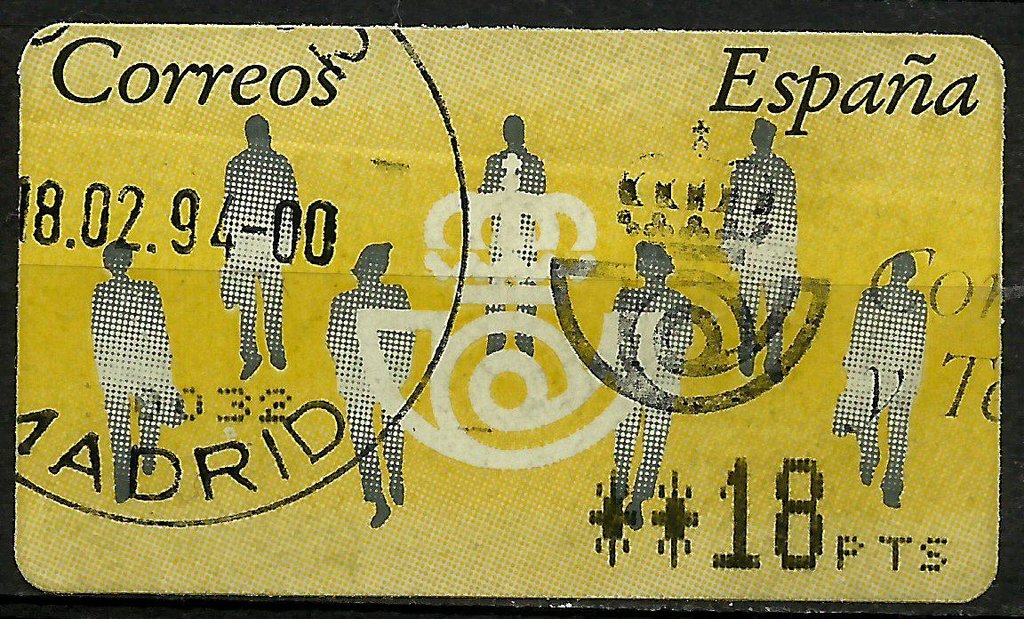 Correos España
18.02.94-00
MADRID
**18 PTS